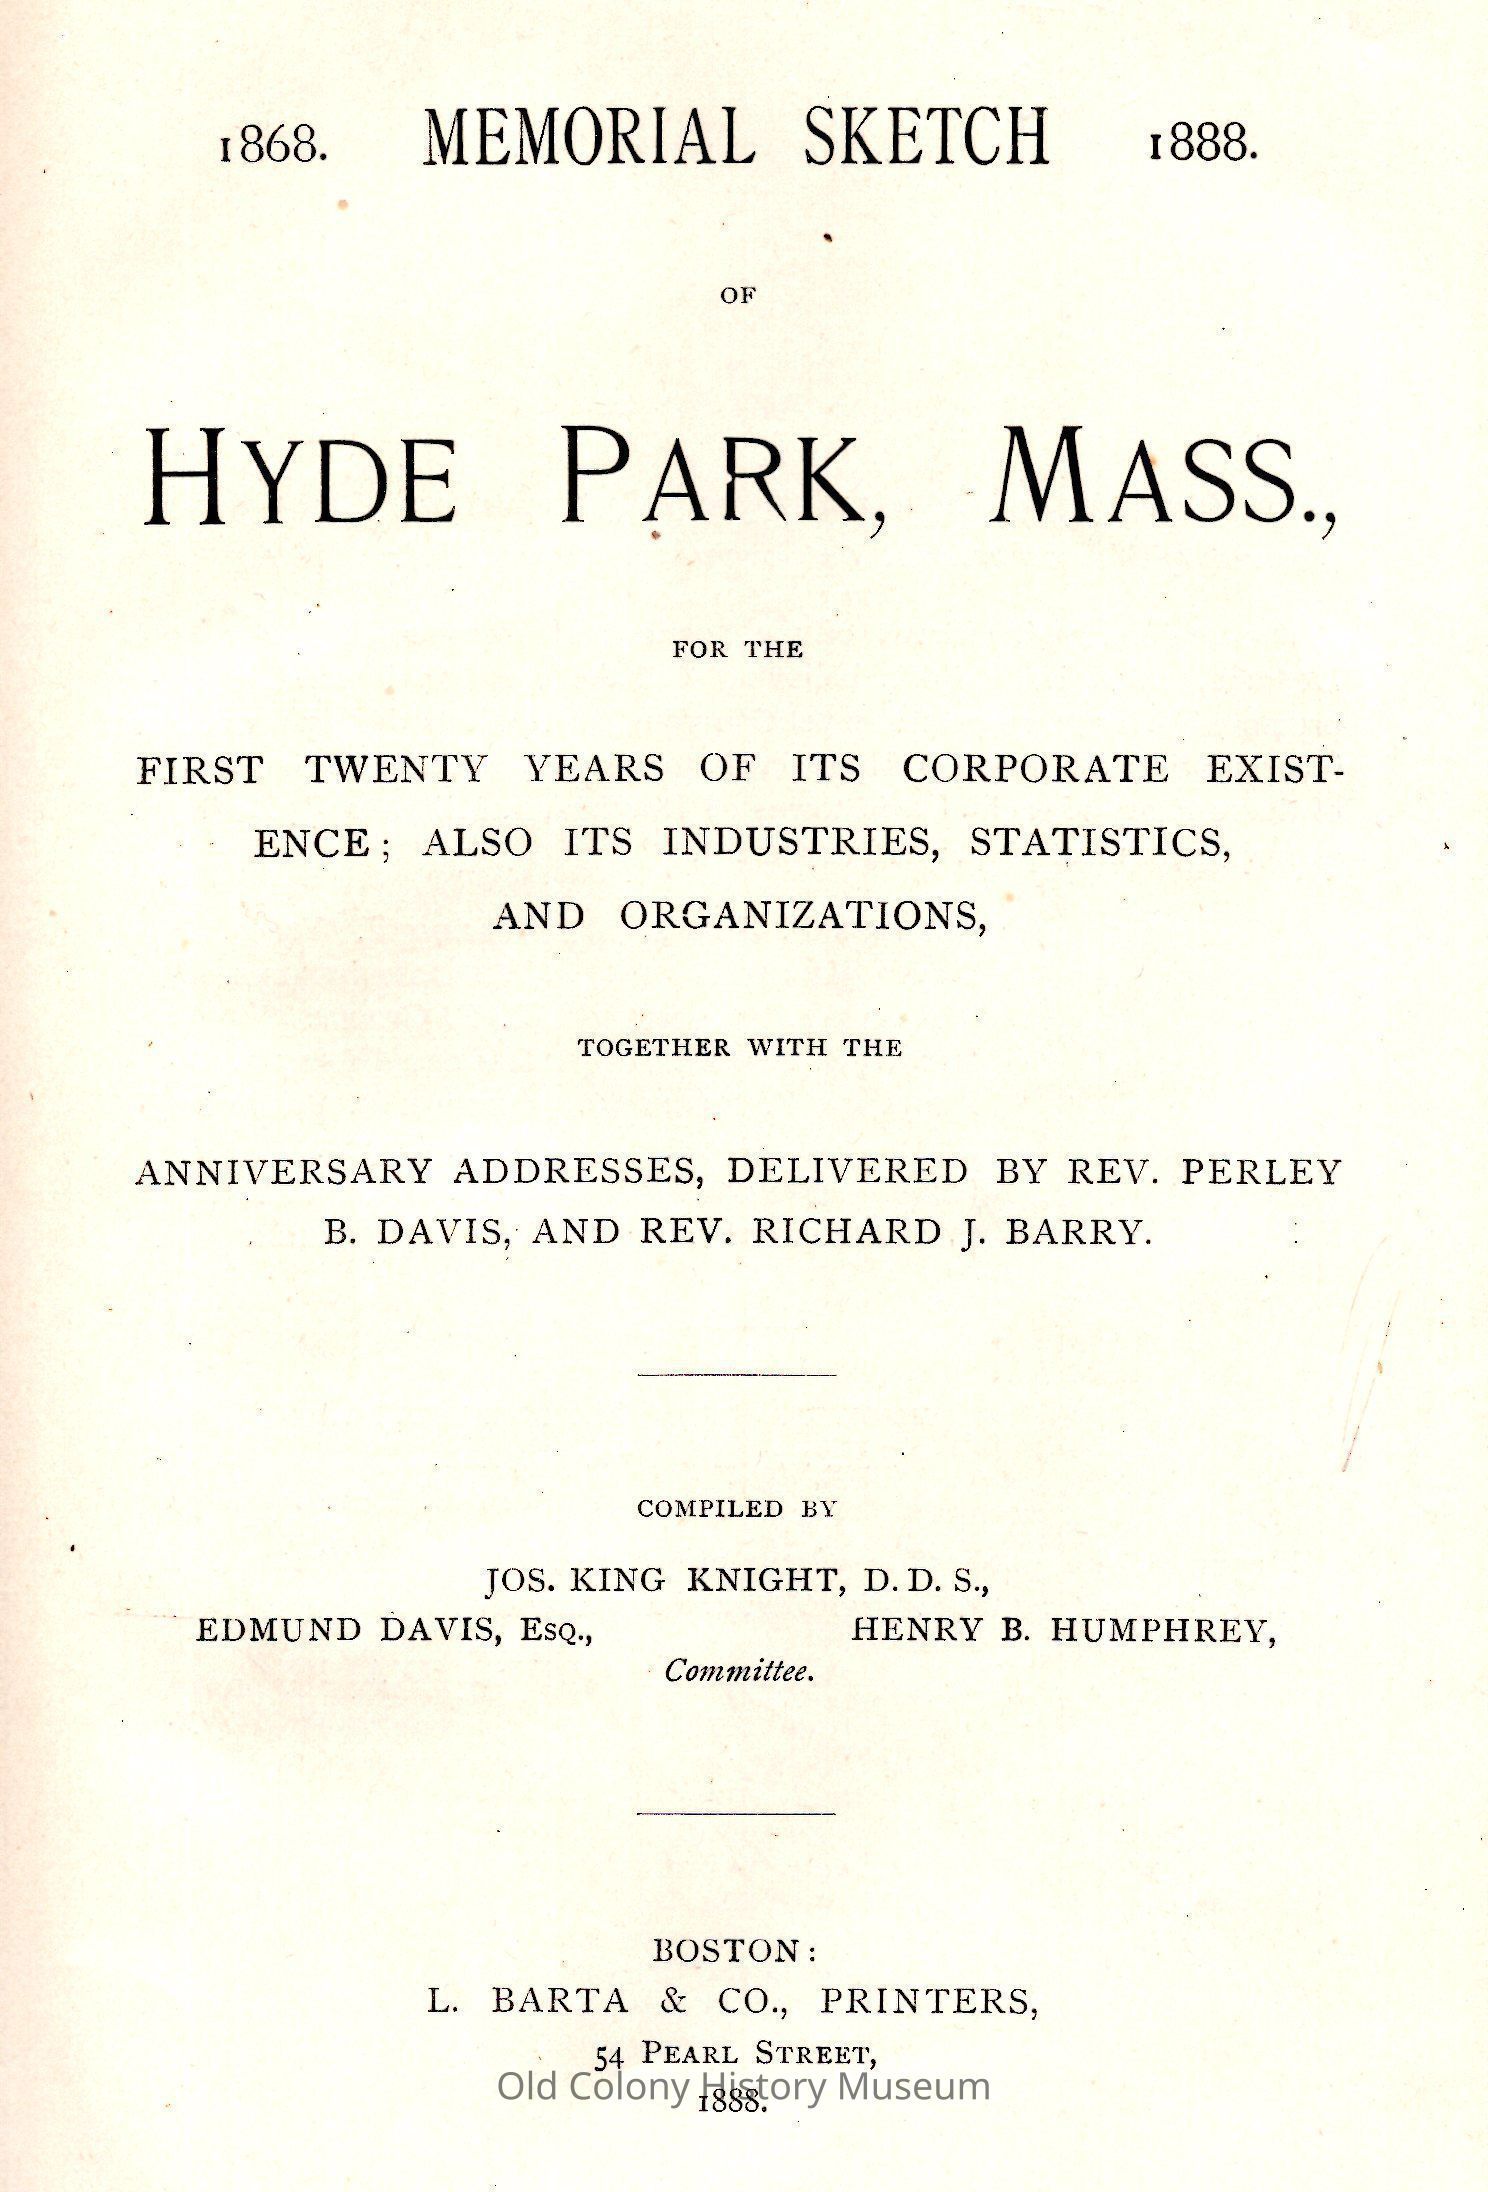 1868. MEMORIAL SKETCH 1888.
OF
HYDE PARK, MASS.,
FOR THE
FIRST TWENTY YEARS OF ITS CORPORATE EXIST-
ENCE; ALSO ITS INDUSTRIES, STATISTICS,
AND ORGANIZATIONS,
TOGETHER WITH THE
ANNIVERSARY ADDRESSES, DELIVERED BY REV. PERLEY
B. DAVIS, AND REV. RICHARD J. BARRY.
COMPILED BY
JOS. KING KNIGHT, D. D. S.,
EDMUND DAVIS, ESQ., HENRY B. HUMPHREY,
Committee.
BOSTON:
L. BARTA & CO., PRINTERS,
54 PEARL STREET,
Old Colony History Museum
1888.